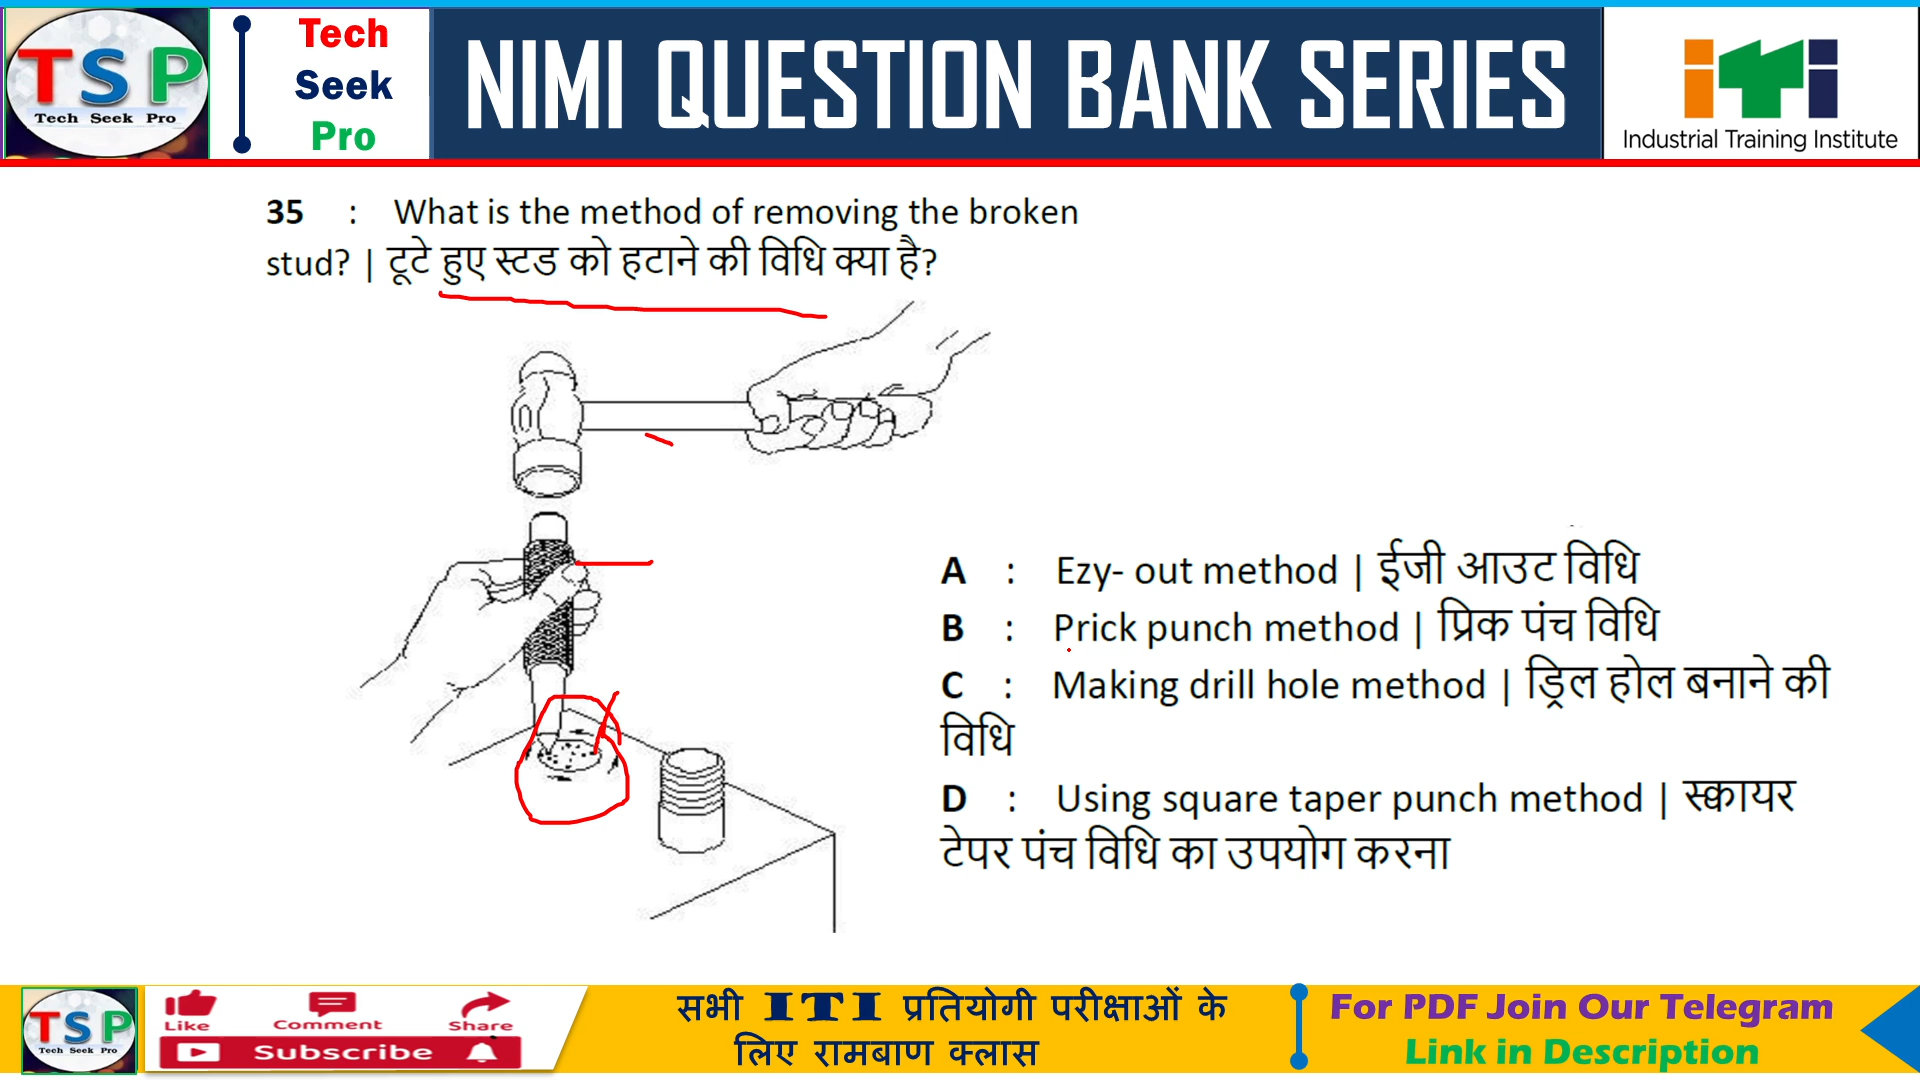 TSP
Tech Seek Pro
Tech
Seek
Pro
NIMI QUESTION BANK SERIES
iTi
Industrial Training Institute
35 : What is the method of removing the broken
stud? | टूटे हुए स्टड को हटाने की विधि क्या है?
A : Ezy- out method | ईजी आउट विधि
B : Prick punch method | प्रिक पंच विधि
C : Making drill hole method | ड्रिल होल बनाने की
विधि
D : Using square taper punch method | स्क्वायर
टेपर पंच विधि का उपयोग करना
TSP
Tech Seek Pro
Like Comment Share
Subscribe
सभी ITI प्रतियोगी परीक्षाओं के
लिए रामबाण क्लास
For PDF Join Our Telegram
Link in Description